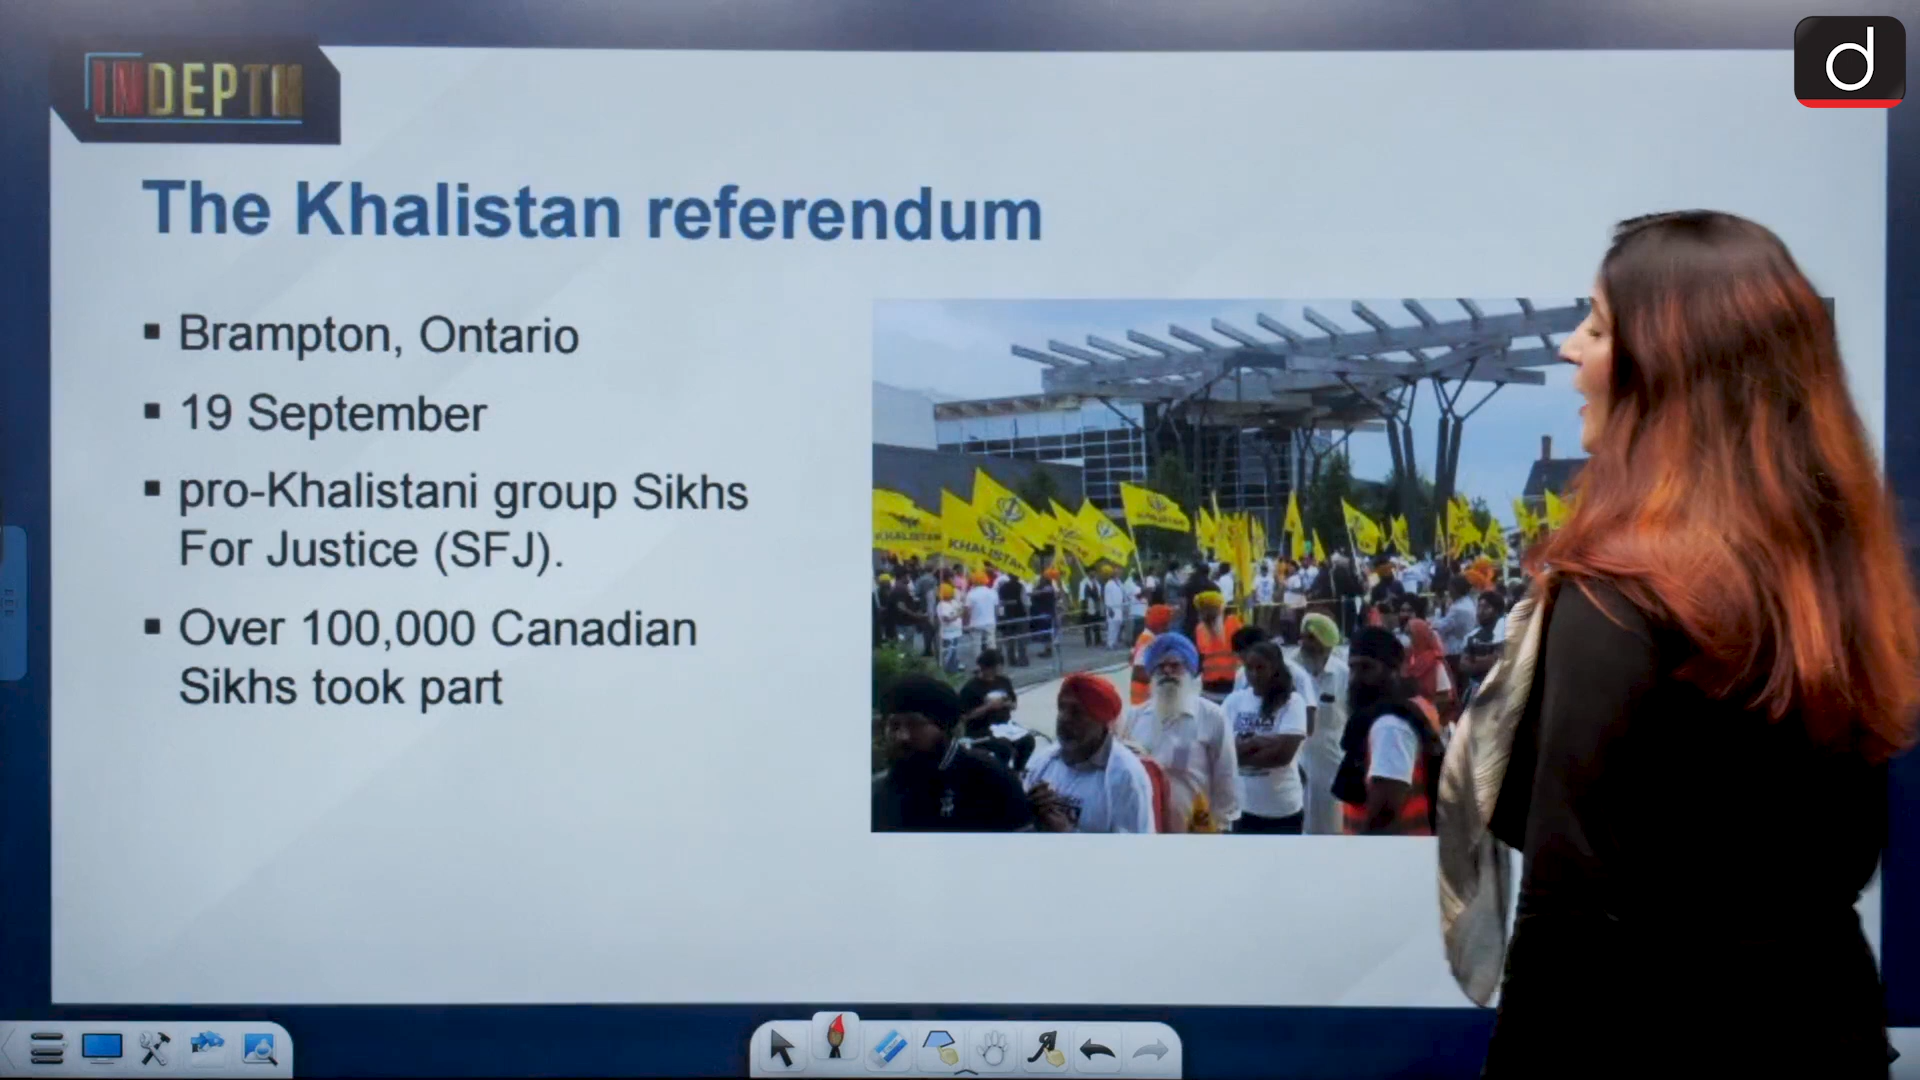 INDEPTH
d
The Khalistan referendum
▪ Brampton, Ontario
▪ 19 September
▪ pro-Khalistani group Sikhs
For Justice (SFJ).
▪ Over 100,000 Canadian
Sikhs took part
KHALISTAN
KHALISTAN